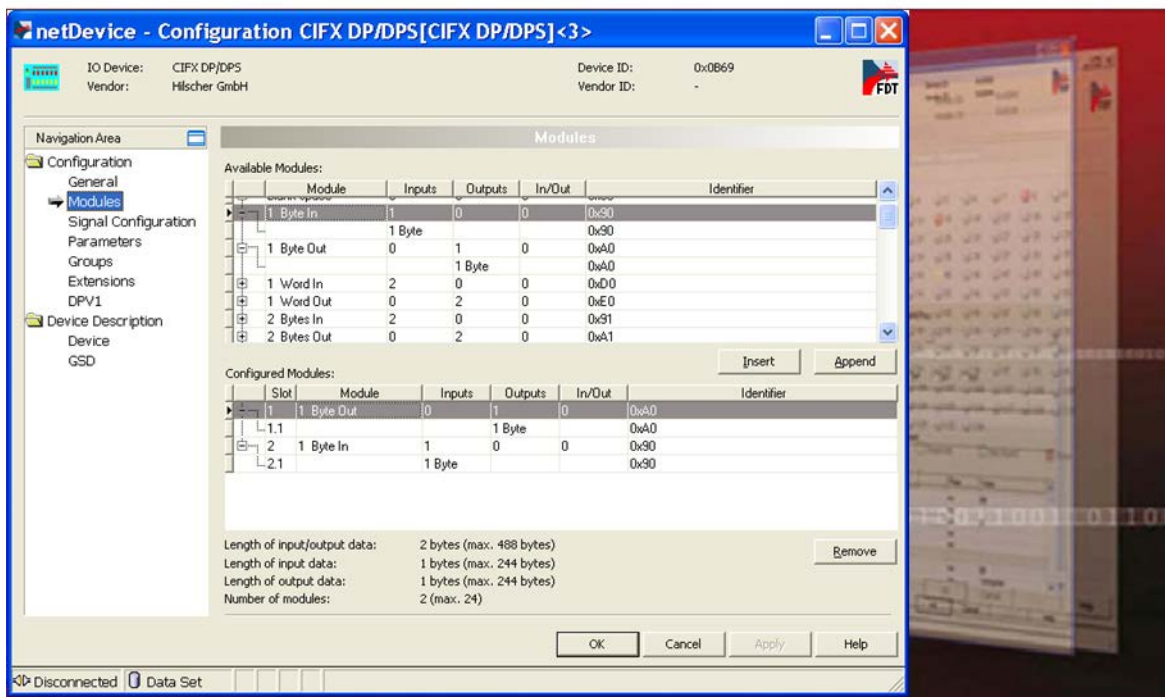 netDevice - Configuration CIFX DP/DPS[CIFX DP/DPS]<3>
IO Device: CIFX DP/DPS Device ID: 0x0B69
Vendor: Hilscher GmbH Vendor ID: -
FDT
Navigation Area
Configuration
General
Modules
Signal Configuration
Parameters
Groups
Extensions
DPV1
Device Description
Device
GSD
Modules
Available Modules:
Module Inputs Outputs In/Out Identifier
1 Byte In 1 0 0 0x90
1 Byte 0x90
1 Byte Out 0 1 0 0xA0
1 Byte 0xA0
1 Word In 2 0 0 0xD0
1 Word Out 0 2 0 0xE0
2 Bytes In 2 0 0 0x91
2 Bytes Out 0 2 0 0xA1
Insert Append
Configured Modules:
Slot Module Inputs Outputs In/Out Identifier
1 1 Byte Out 0 1 0 0xA0
1.1 1 Byte 0xA0
2 1 Byte In 1 0 0 0x90
2.1 1 Byte 0x90
Length of input/output data: 2 bytes (max. 488 bytes)
Length of input data: 1 bytes (max. 244 bytes)
Length of output data: 1 bytes (max. 244 bytes)
Number of modules: 2 (max. 24)
Remove
OK Cancel Apply Help
Disconnected Data Set